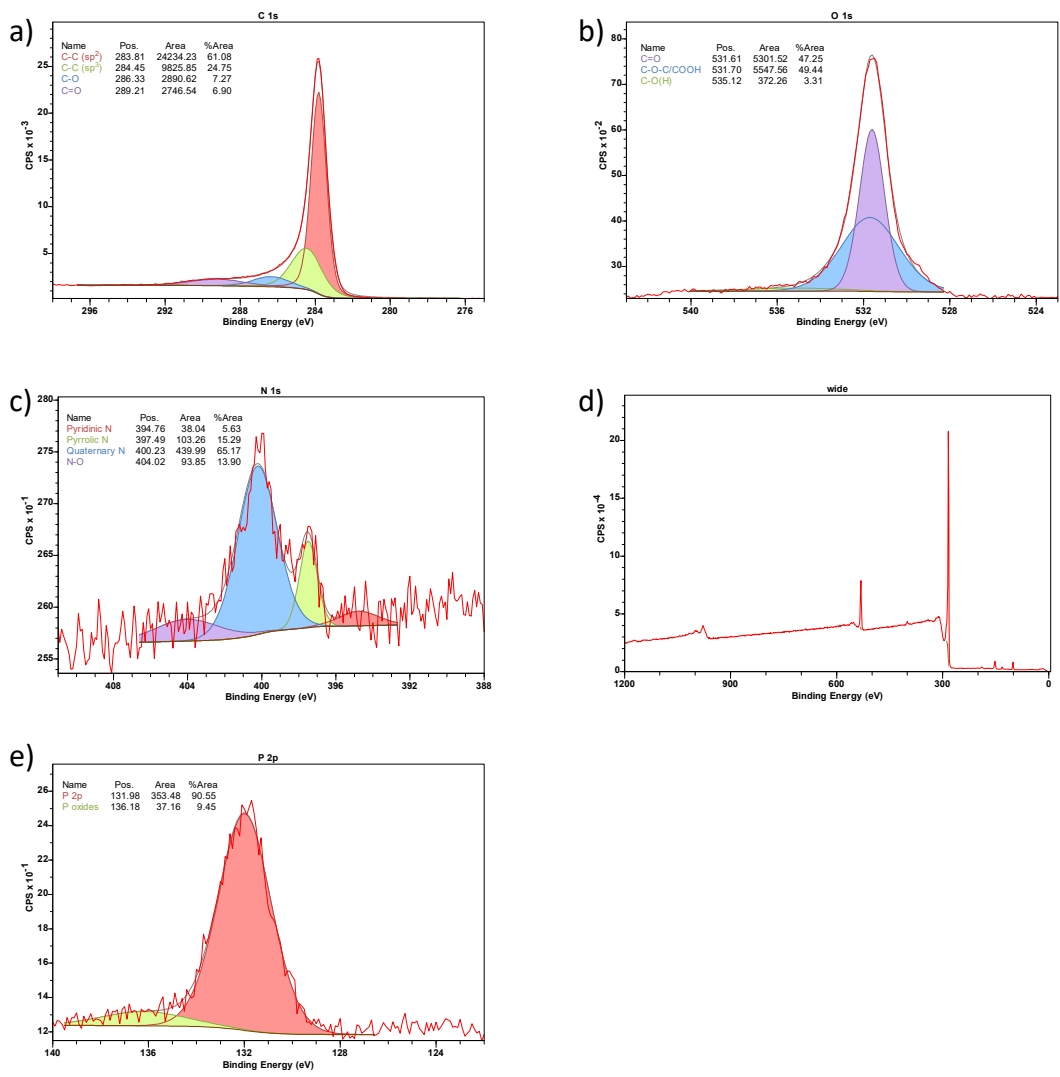 a)
C 1s
Name Pos. Area %Area
C-C (sp²) 283.81 24234.23 61.08
C-C (sp³) 284.45 9825.85 24.75
C-O 286.33 2890.62 7.27
C=O 289.21 2746.54 6.90
CPS x 10⁻³
25
20
15
10
5
296 292 288 284 280 276
Binding Energy (eV)
b)
O 1s
Name Pos. Area %Area
C=O 531.61 5301.52 47.25
C-O-C/COOH 531.70 5547.56 49.44
C-O(H) 535.12 372.26 3.31
CPS x 10⁻²
80
70
60
50
40
30
540 536 532 528 524
Binding Energy (eV)
c)
N 1s
Name Pos. Area %Area
Pyridinic N 394.76 38.04 5.63
Pyrrolic N 397.49 103.26 15.29
Quaternary N 400.23 439.99 65.17
N-O 404.02 93.85 13.90
CPS x 10⁻¹
280
275
270
265
260
255
408 404 400 396 392 388
Binding Energy (eV)
d)
wide
CPS x 10⁻⁴
20
15
10
5
0
1200 900 600 300 0
Binding Energy (eV)
e)
P 2p
Name Pos. Area %Area
P 2p 131.98 353.48 90.55
P oxides 136.18 37.16 9.45
CPS x 10⁻¹
26
24
22
20
18
16
14
12
140 136 132 128 124
Binding Energy (eV)